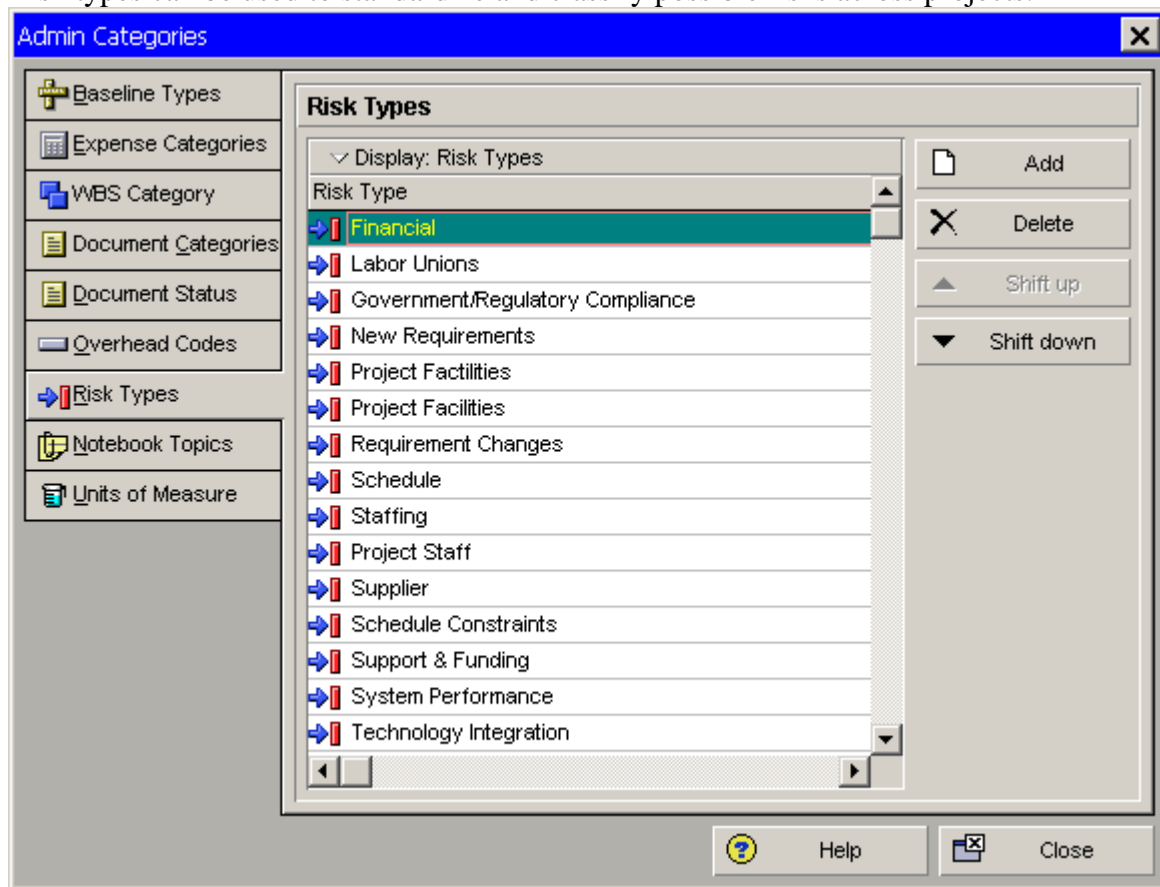 Admin Categories
Baseline Types
Expense Categories
WBS Category
Document Categories
Document Status
Overhead Codes
Risk Types
Notebook Topics
Units of Measure
Risk Types
Display: Risk Types
Risk Type
Financial
Labor Unions
Government/Regulatory Compliance
New Requirements
Project Factilities
Project Facilities
Requirement Changes
Schedule
Staffing
Project Staff
Supplier
Schedule Constraints
Support & Funding
System Performance
Technology Integration
Add
Delete
Shift up
Shift down
Help
Close